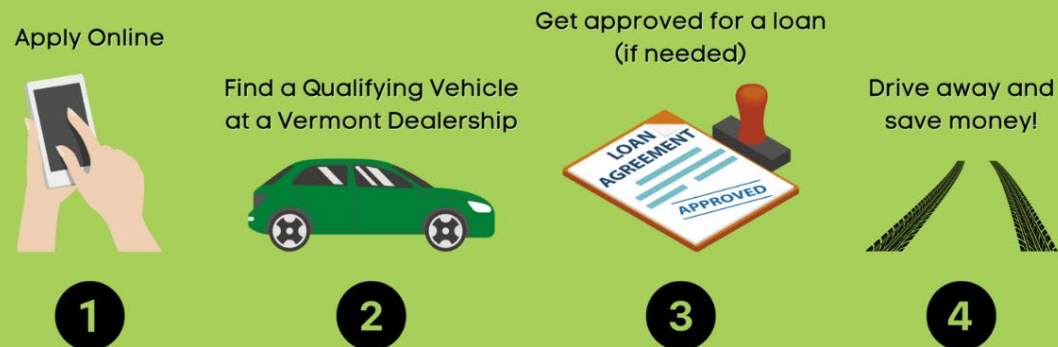 Apply Online
Find a Qualifying Vehicle
at a Vermont Dealership
Get approved for a loan
(if needed)
LOAN
AGREEMENT
APPROVED
Drive away and
save money!
1
2
3
4